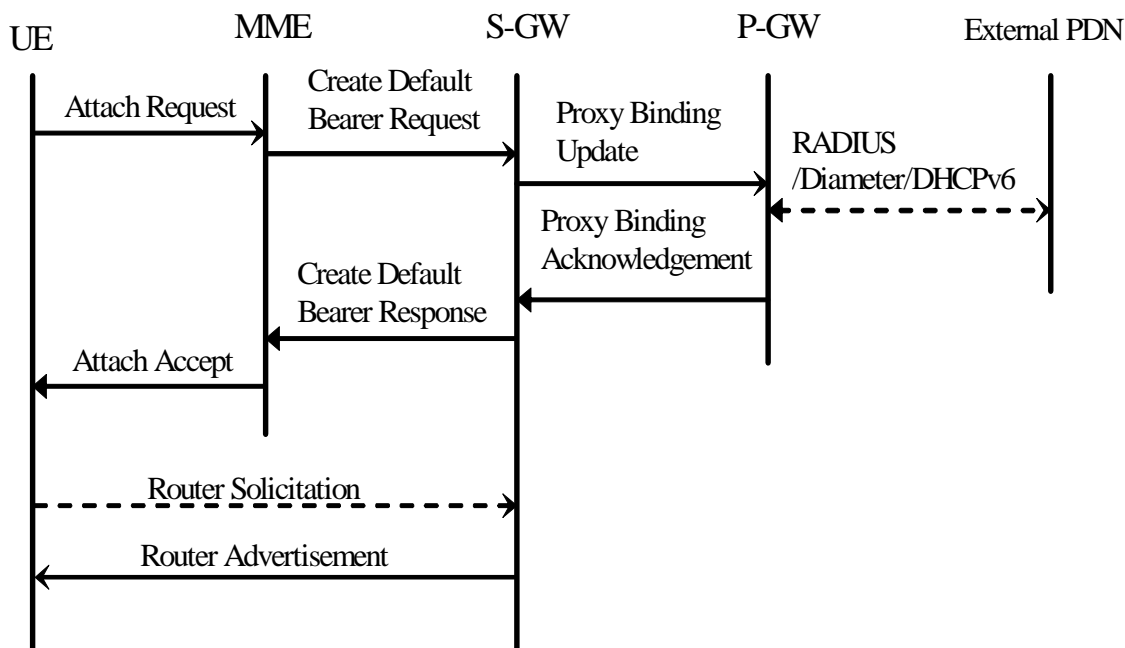 UE
MME
S-GW
P-GW
External PDN
Attach Request
Create Default
Bearer Request
Proxy Binding
Update
RADIUS
/Diameter/DHCPv6
Proxy Binding
Acknowledgement
Create Default
Bearer Response
Attach Accept
Router Solicitation
Router Advertisement